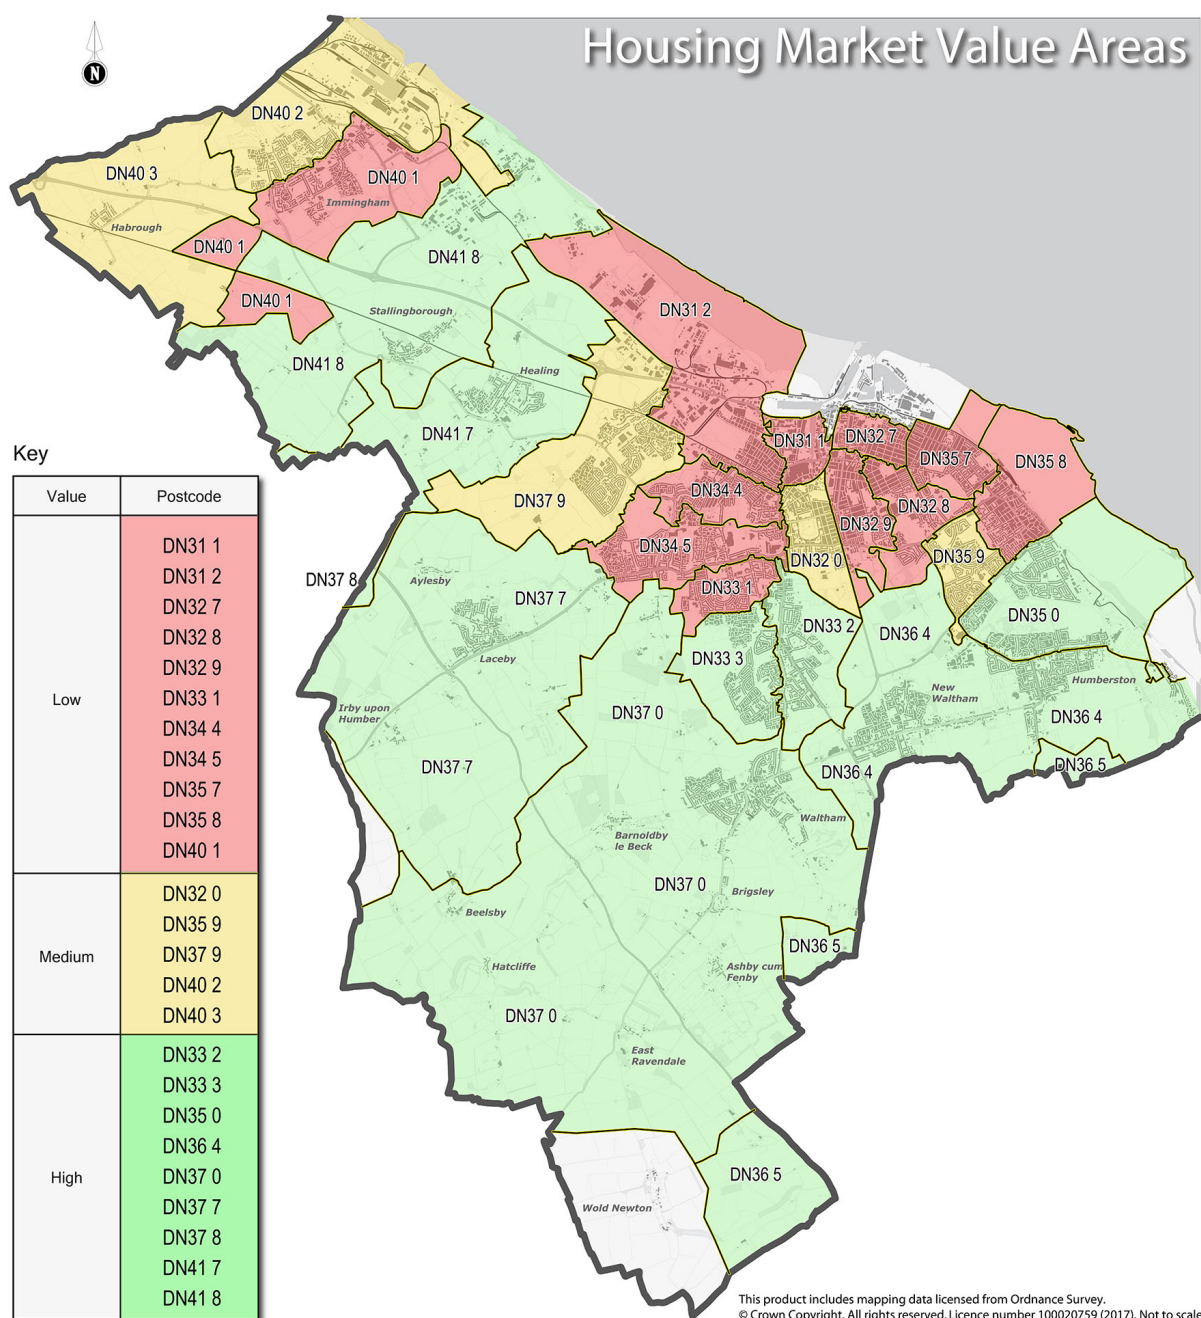 Housing Market Value Areas
N
DN40 2
DN40 3
DN40 1
Immingham
Habrough
DN40 1
DN41 8
DN40 1
Stallingborough
DN31 2
DN41 8
Healing
DN41 7
DN31 1
DN32 7
DN35 7
DN35 8
DN37 9
DN34 4
DN32 8
DN32 9
DN34 5
DN32 0
DN35 9
DN37 8
Aylesby
DN37 7
DN33 1
DN33 2
DN36 4
DN35 0
Laceby
DN33 3
Humberston
New
Waltham
Irby upon
Humber
DN37 0
DN36 4
DN37 7
DN36 4
DN36 5
Waltham
Barnoldby
le Beck
DN37 0
Brigsley
Beelsby
DN36 5
Hatcliffe
Ashby cum
Fenby
DN37 0
East
Ravendale
DN36 5
Wold Newton
Key
Value Postcode
Low
DN31 1
DN31 2
DN32 7
DN32 8
DN32 9
DN33 1
DN34 4
DN34 5
DN35 7
DN35 8
DN40 1
Medium
DN32 0
DN35 9
DN37 9
DN40 2
DN40 3
High
DN33 2
DN33 3
DN35 0
DN36 4
DN37 0
DN37 7
DN37 8
DN41 7
DN41 8
This product includes mapping data licensed from Ordnance Survey.
© Crown Copyright. All rights reserved. Licence number 100020759 (2017). Not to scale